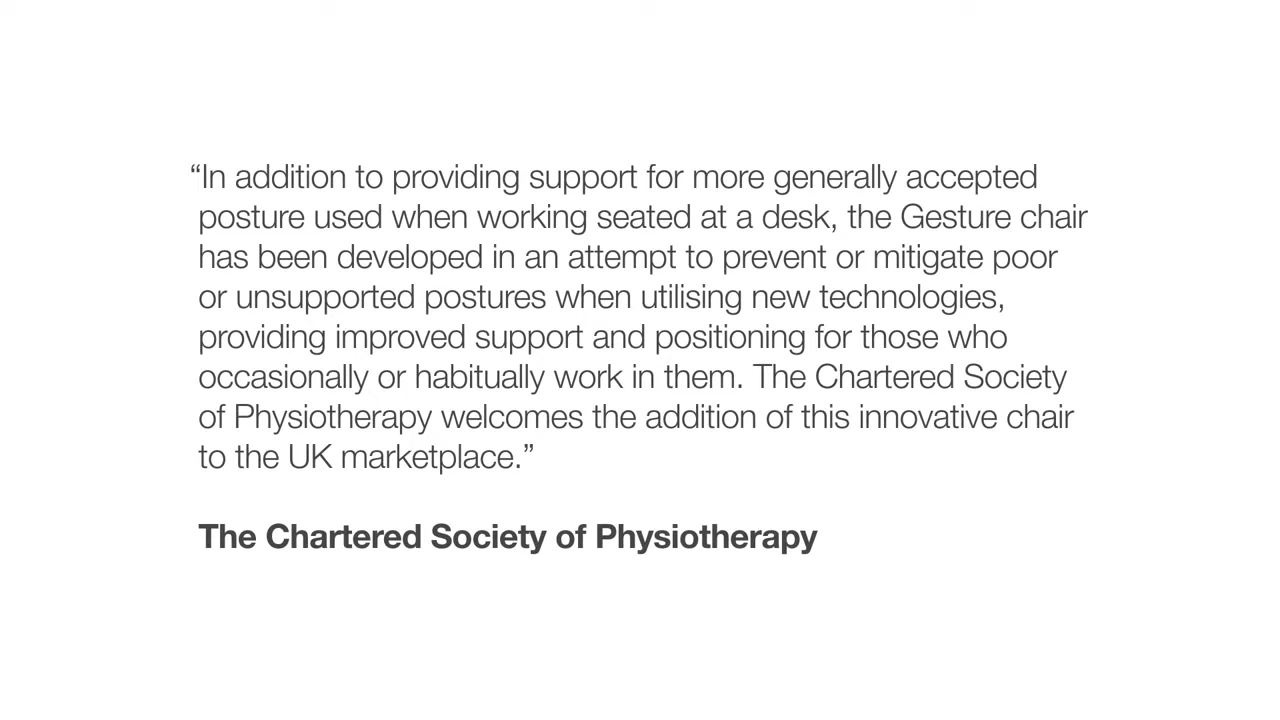 “In addition to providing support for more generally accepted
posture used when working seated at a desk, the Gesture chair
has been developed in an attempt to prevent or mitigate poor
or unsupported postures when utilising new technologies,
providing improved support and positioning for those who
occasionally or habitually work in them. The Chartered Society
of Physiotherapy welcomes the addition of this innovative chair
to the UK marketplace.”
The Chartered Society of Physiotherapy